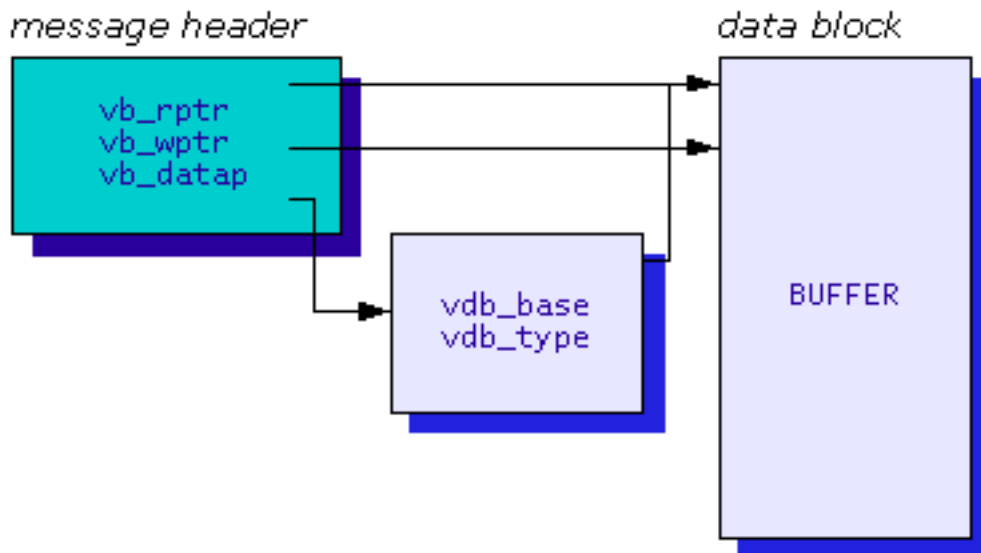 message header
data block
vb_rptr
vb_wptr
vb_datap
vdb_base
vdb_type
BUFFER